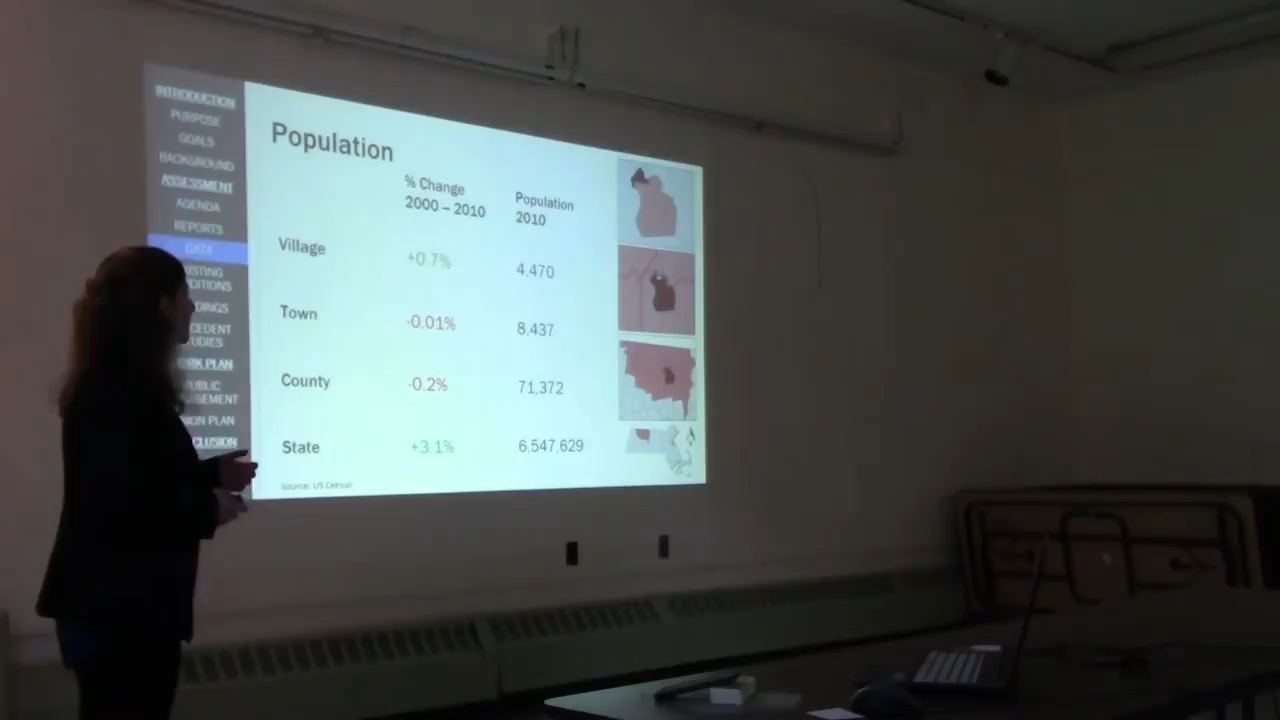 INTRODUCTION
PURPOSE
GOALS
BACKGROUND
ASSESSMENT
AGENDA
REPORTS
DATA
Population
% Change
2000 – 2010
Population
2010
Village +0.7% 4,470
Town -0.01% 8,437
County -0.2% 71,372
State +3.1% 6,547,629
Source: US Census
PLAN
PLAN